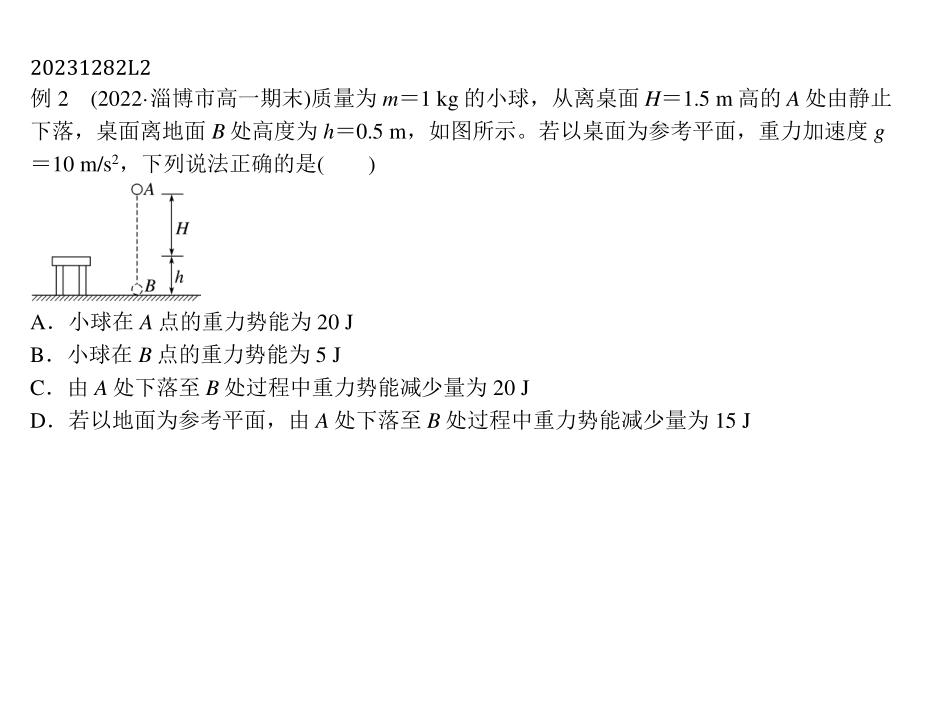 20231282L2
例 2　(2022·淄博市高一期末)质量为 m＝1 kg 的小球，从离桌面 H＝1.5 m 高的 A 处由静止
下落，桌面离地面 B 处高度为 h＝0.5 m，如图所示。若以桌面为参考平面，重力加速度 g
＝10 m/s²，下列说法正确的是(　　)
A
H
h
B
A．小球在 A 点的重力势能为 20 J
B．小球在 B 点的重力势能为 5 J
C．由 A 处下落至 B 处过程中重力势能减少量为 20 J
D．若以地面为参考平面，由 A 处下落至 B 处过程中重力势能减少量为 15 J